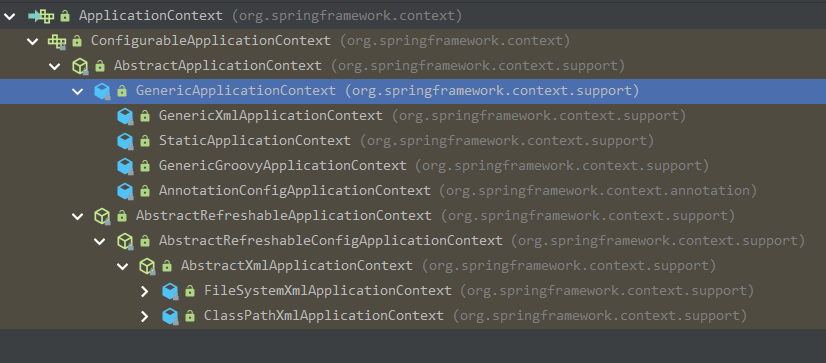 ApplicationContext (org.springframework.context)
ConfigurableApplicationContext (org.springframework.context)
AbstractApplicationContext (org.springframework.context.support)
GenericApplicationContext (org.springframework.context.support)
GenericXmlApplicationContext (org.springframework.context.support)
StaticApplicationContext (org.springframework.context.support)
GenericGroovyApplicationContext (org.springframework.context.support)
AnnotationConfigApplicationContext (org.springframework.context.annotation)
AbstractRefreshableApplicationContext (org.springframework.context.support)
AbstractRefreshableConfigApplicationContext (org.springframework.context.support)
AbstractXmlApplicationContext (org.springframework.context.support)
FileSystemXmlApplicationContext (org.springframework.context.support)
ClassPathXmlApplicationContext (org.springframework.context.support)